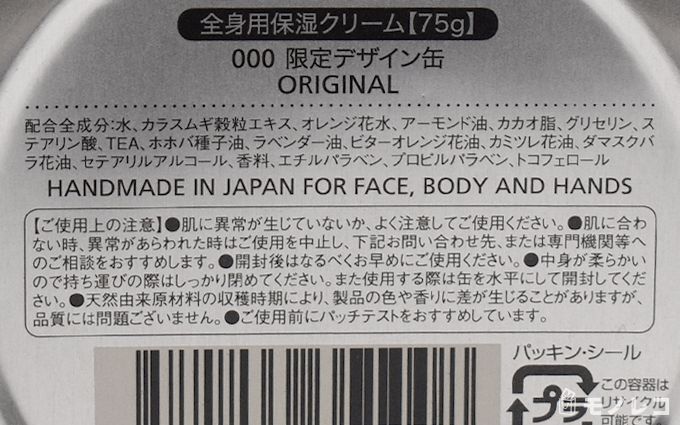 全身用保湿クリーム【75g】
000 限定デザイン缶
ORIGINAL
配合全成分:水、カラスムギ穀粒エキス、オレンジ花水、アーモンド油、カカオ脂、グリセリン、ス
テアリン酸、TEA、ホホバ種子油、ラベンダー油、ビターオレンジ花油、カミツレ花油、ダマスクバ
ラ花油、セテアリルアルコール、香料、エチルパラベン、プロピルパラベン、トコフェロール
HANDMADE IN JAPAN FOR FACE, BODY AND HANDS
【ご使用上の注意】●肌に異常が生じていないか、よく注意してご使用ください。●肌に合わ
ない時、異常があらわれた時はご使用を中止し、下記お問い合わせ先、または専門機関等へ
のご相談をおすすめします。●開封後はなるべくお早めにご使用ください。●中身が柔らかい
ので持ち運びの際はしっかり閉めてください。また使用する際は缶を水平にして開封してくだ
さい。●天然由来原材料の収穫時期により、製品の色や香りに差が生じることがありますが、
品質には問題ございません。●ご使用前にパッチテストをおすすめしています。
パッキン・シール
プラ
この容器は
リサイクル
可能です
モノレコ